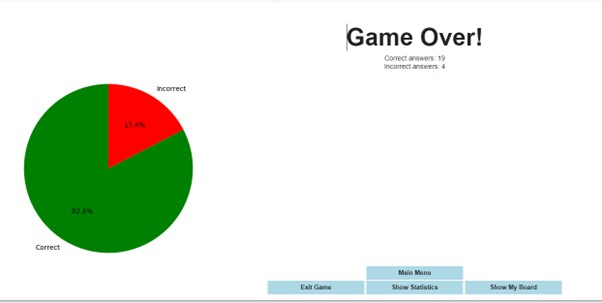 Game Over!
Correct answers: 19
Incorrect answers: 4
Incorrect
17.4%
82.6%
Correct
Main Menu
Exit Game
Show Statistics
Show My Board